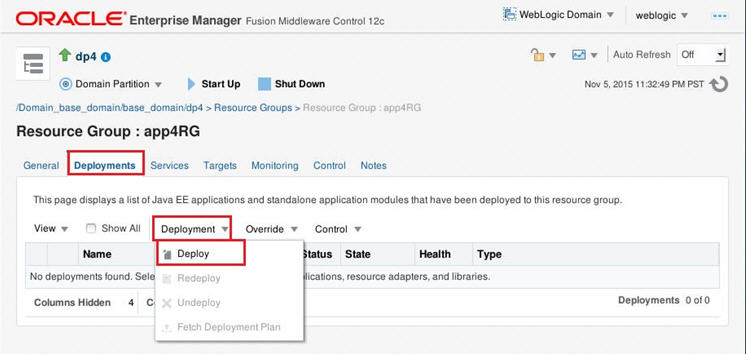 ORACLE Enterprise Manager Fusion Middleware Control 12c
WebLogic Domain
weblogic
dp4
Auto Refresh Off
Domain Partition Start Up Shut Down
Nov 5, 2015 11:32:49 PM PST
/Domain_base_domain/base_domain/dp4 > Resource Groups > Resource Group : app4RG
Resource Group : app4RG
General Deployments Services Targets Monitoring Control Notes
This page displays a list of Java EE applications and standalone application modules that have been deployed to this resource group.
View Show All Deployment Override Control
Name Status State Health Type
Deploy
No deployments found. Sele
plications, resource adapters, and libraries.
Redeploy
Columns Hidden 4
Deployments 0 of 0
Undeploy
Fetch Deployment Plan